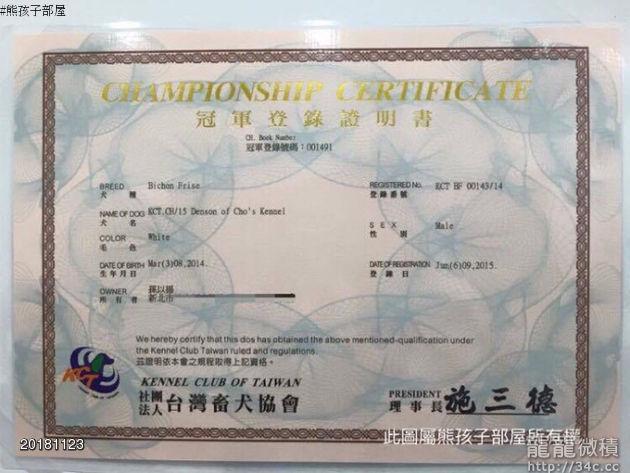 #熊孩子部屋
CHAMPIONSHIP CERTIFICATE
冠軍登錄證明書
CH. Book Number
冠軍登錄號碼：001491
BREED Bichon Frise
犬種
REGISTERED No. KCT BF 00143/14
登錄番號
NAME OF DOG KCT.CH/15 Denson of Cho's Kennel
犬名
SEX Male
性別
COLOR White
毛色
DATE OF BIRTH Mar(3)08,2014.
生年月日
DATE OF REGISTRATION Jun(6)09,2015.
登錄日
OWNER 孫以揚
所有者 新北市
We hereby certify that this dos has obtained the above mentioned-qualification under
the Kennel Club Taiwan ruled and regulations.
茲證明依本會之規程取得上記資格。
KCT
KENNEL CLUB OF TAIWAN
社團法人 台灣畜犬協會
PRESIDENT
理事長 施三德
此圖屬熊孩子部屋所有權
20181123
龍龍微積
http://34c.cc